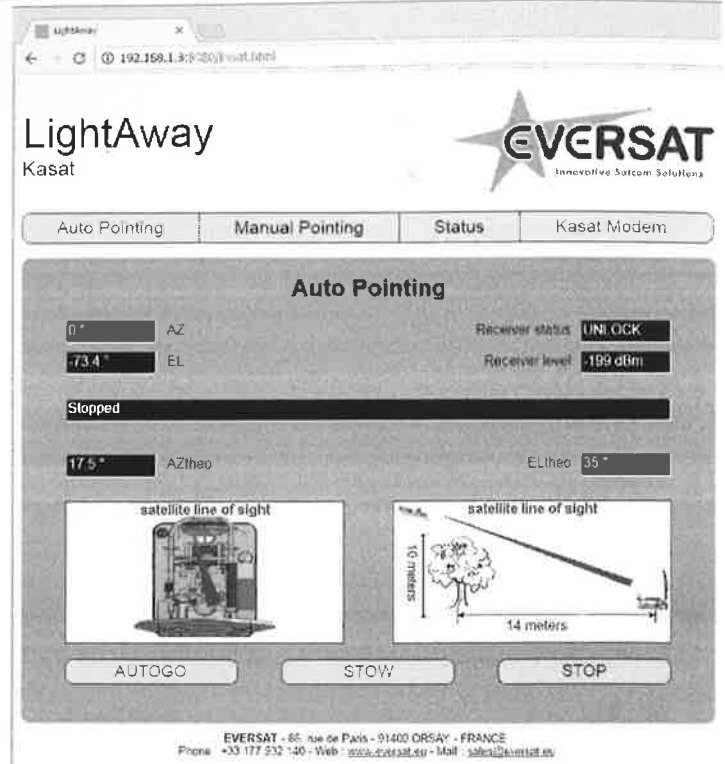 LightAway
192.168.1.3
LightAway
Kasat
EVERSAT
Innovative Satcom Solutions
Auto Pointing Manual Pointing Status Kasat Modem
Auto Pointing
0 ° AZ Receiver status UNLOCK
-73.4 ° EL Receiver level -199 dBm
Stopped
17.5 ° AZtheo ELtheo 35 °
satellite line of sight
satellite line of sight
10 meters
14 meters
AUTOGO STOW STOP
EVERSAT - 86, rue de Paris - 91400 ORSAY - FRANCE
Phone +33 177 932 140 - Web : www.eversat.eu - Mail : sales@eversat.eu